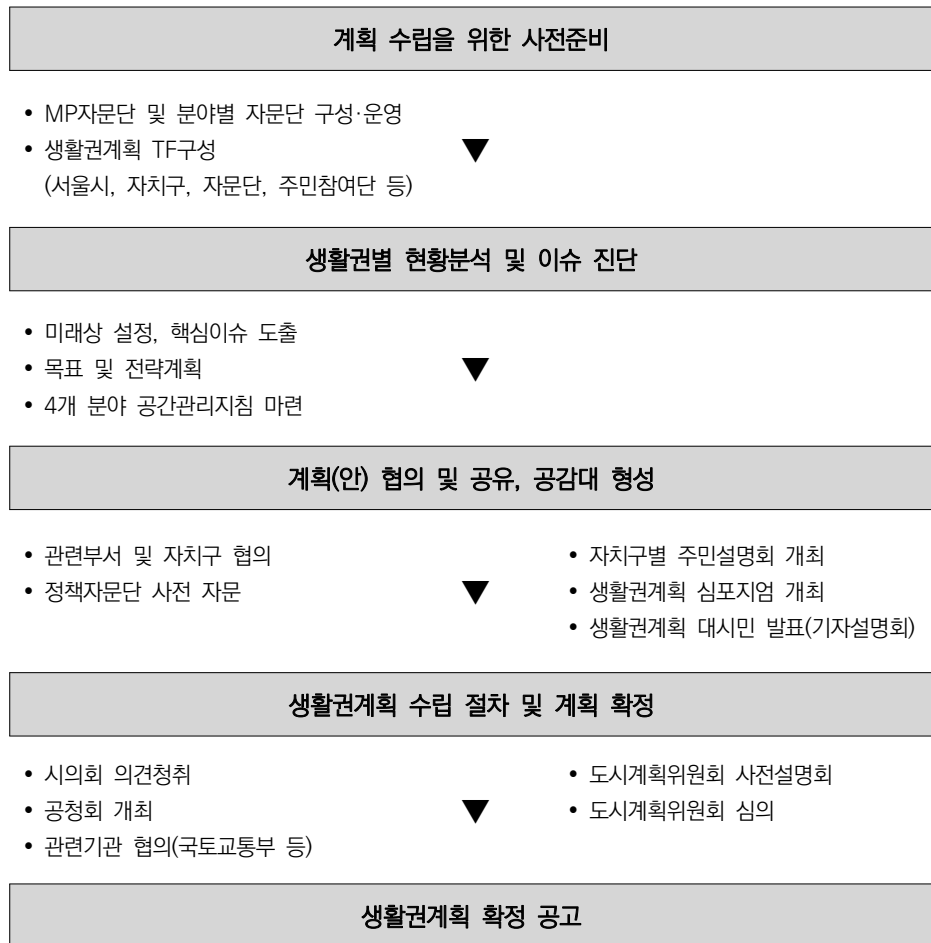 계획 수립을 위한 사전준비
• MP자문단 및 분야별 자문단 구성·운영
• 생활권계획 TF구성
(서울시, 자치구, 자문단, 주민참여단 등)
▼
생활권별 현황분석 및 이슈 진단
• 미래상 설정, 핵심이슈 도출
• 목표 및 전략계획
• 4개 분야 공간관리지침 마련
▼
계획(안) 협의 및 공유, 공감대 형성
• 관련부서 및 자치구 협의
• 정책자문단 사전 자문
▼
• 자치구별 주민설명회 개최
• 생활권계획 심포지엄 개최
• 생활권계획 대시민 발표(기자설명회)
생활권계획 수립 절차 및 계획 확정
• 시의회 의견청취
• 공청회 개최
• 관련기관 협의(국토교통부 등)
▼
• 도시계획위원회 사전설명회
• 도시계획위원회 심의
생활권계획 확정 공고